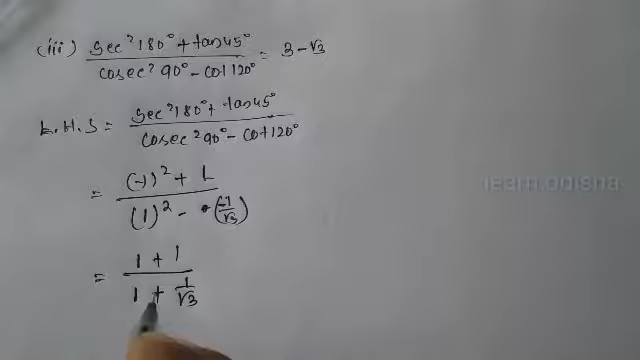 (iii) sec²180° + tan45° / cosec²90° - cot120° = 3 - √3
L.H.S = sec²180° + tan45° / cosec²90° - cot120°
= (-1)² + 1 / (1)² - (-1/√3)
= 1 + 1 / 1 + 1/√3
learn.odisha